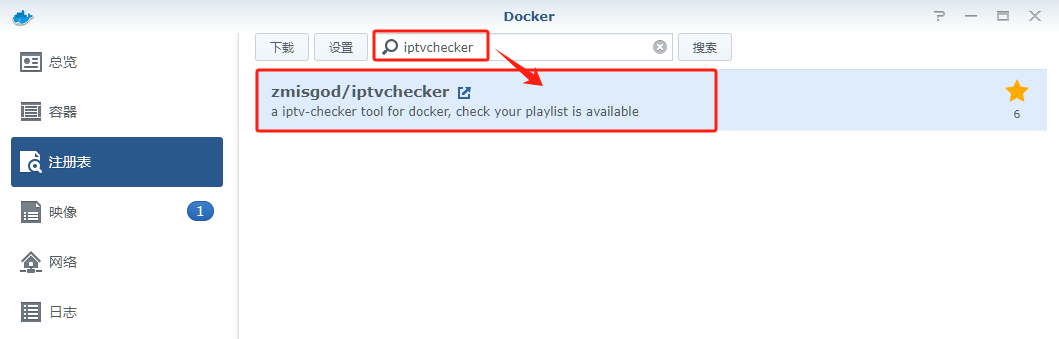 Docker
总览
容器
注册表
映像
1
网络
日志
下载
设置
iptvchecker
搜索
zmisgod/iptvchecker
a iptv-checker tool for docker, check your playlist is available
6